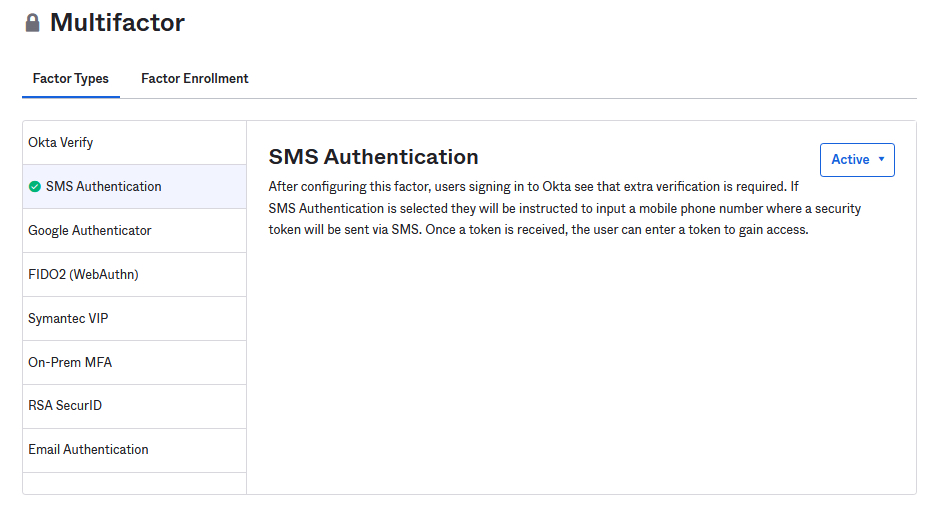 Multifactor
Factor Types
Factor Enrollment
Okta Verify
SMS Authentication
Google Authenticator
FIDO2 (WebAuthn)
Symantec VIP
On-Prem MFA
RSA SecurID
Email Authentication
SMS Authentication
Active
After configuring this factor, users signing in to Okta see that extra verification is required. If
SMS Authentication is selected they will be instructed to input a mobile phone number where a security
token will be sent via SMS. Once a token is received, the user can enter a token to gain access.